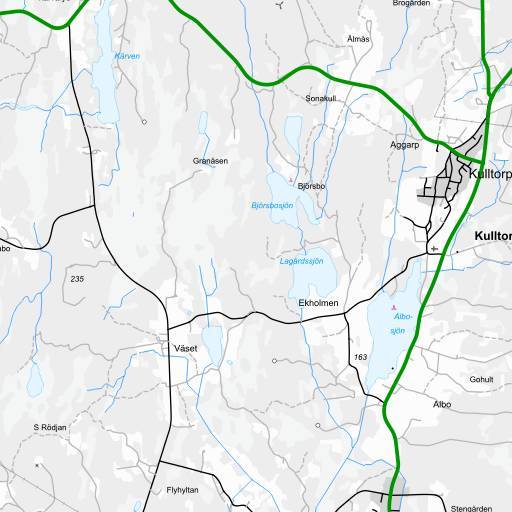 Brogården
Älmås
Kärven
Sonakull
Aggarp
Granåsen
Kulltorp
Björsbo
Björsbosjön
Kulltor
Lagårdssjön
235
Ekholmen
Älbo-
sjön
Väset
163
Gohult
Älbo
S Rödjan
Flyhyltan
Stengården